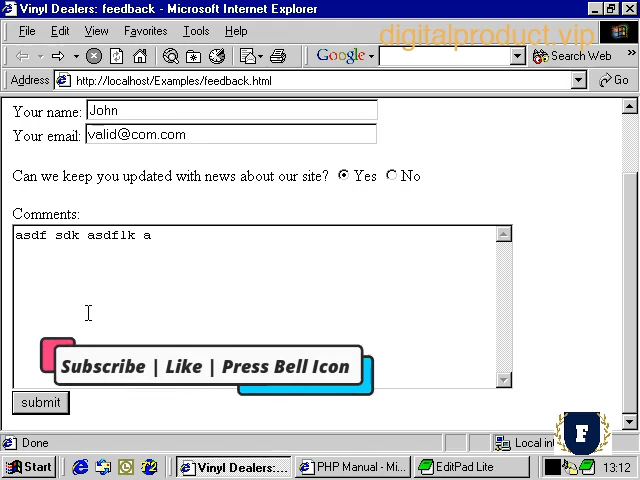 Vinyl Dealers: feedback - Microsoft Internet Explorer
File Edit View Favorites Tools Help
digitalproduct.vip
Google Search Web »
Address http://localhost/Examples/feedback.html Go
Your name: John
Your email: valid@com.com
Can we keep you updated with news about our site? Yes No
Comments:
asdf sdk asdflk a
Subscribe | Like | Press Bell Icon
submit
F
Done Local int
Start Vinyl Dealers:... PHP Manual - Mi... EditPad Lite 13:12